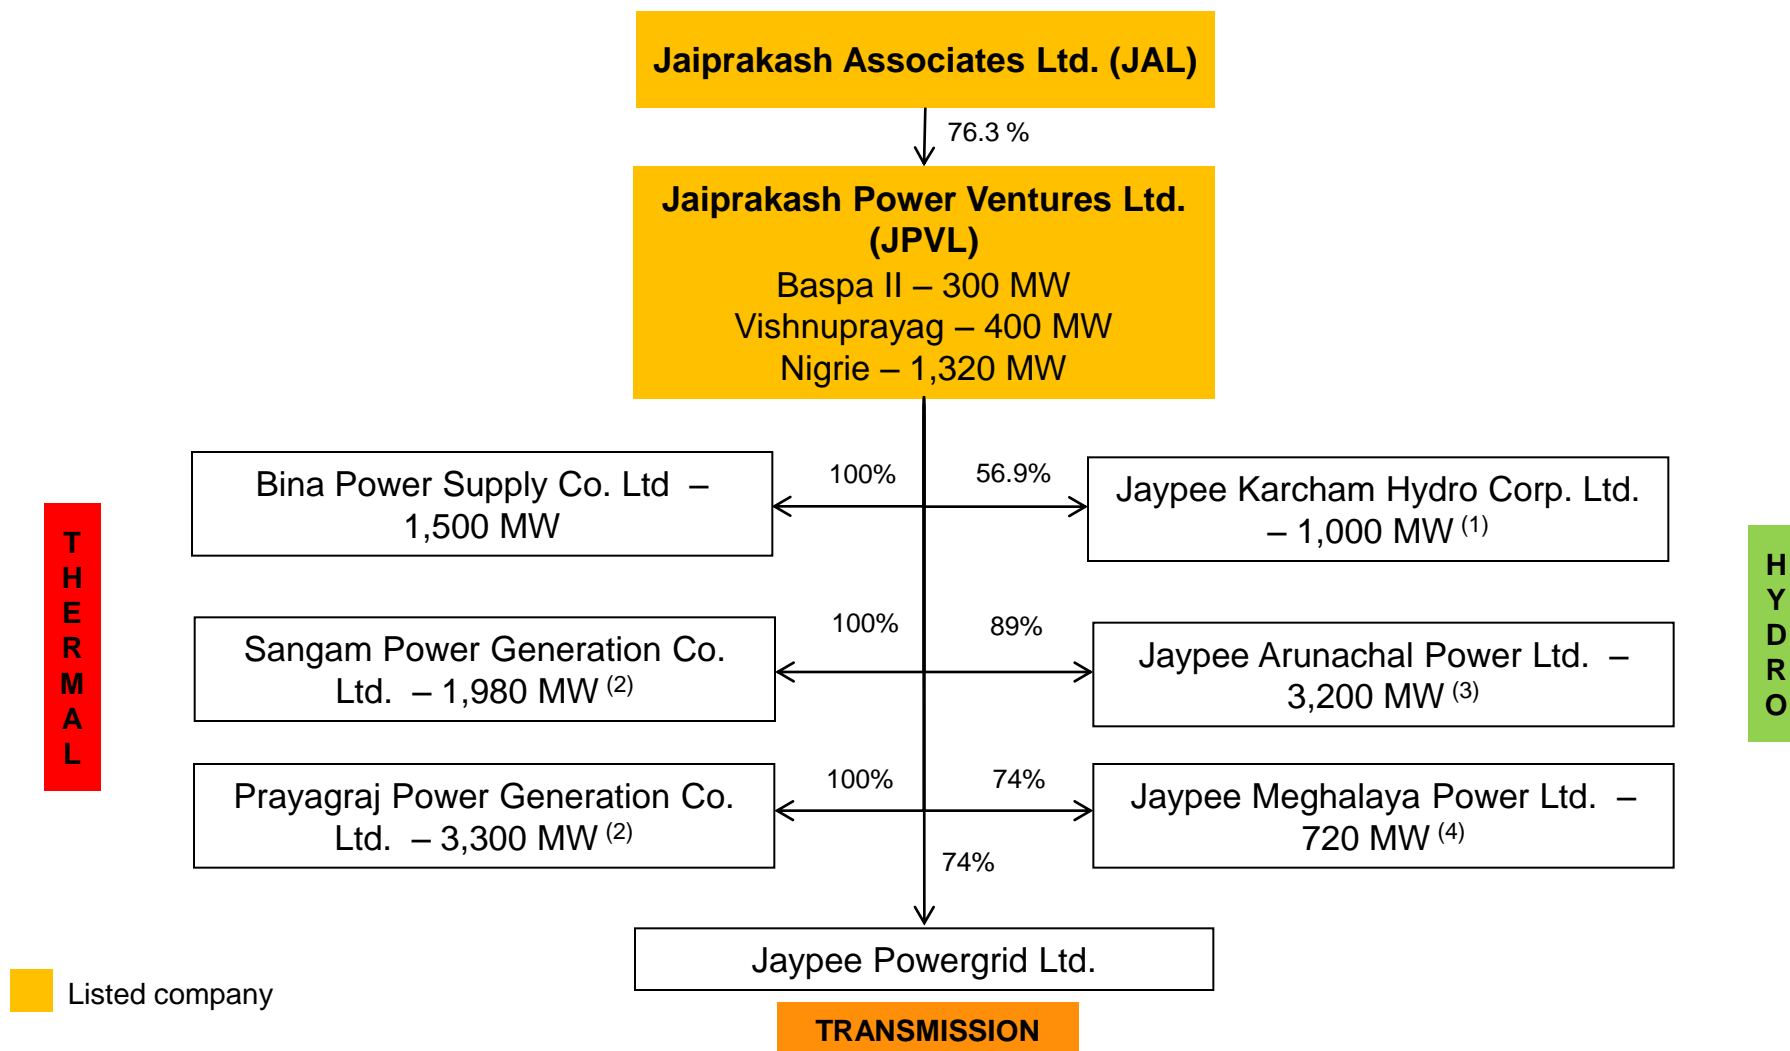 Jaiprakash Associates Ltd. (JAL)
76.3 %
Jaiprakash Power Ventures Ltd.
(JPVL)
Baspa II – 300 MW
Vishnuprayag – 400 MW
Nigrie – 1,320 MW
100%
56.9%
Bina Power Supply Co. Ltd –
1,500 MW
Jaypee Karcham Hydro Corp. Ltd.
– 1,000 MW (1)
THERMAL
HYDRO
100%
89%
Sangam Power Generation Co.
Ltd. – 1,980 MW (2)
Jaypee Arunachal Power Ltd. –
3,200 MW (3)
100%
74%
Prayagraj Power Generation Co.
Ltd. – 3,300 MW (2)
Jaypee Meghalaya Power Ltd. –
720 MW (4)
74%
Jaypee Powergrid Ltd.
Listed company
TRANSMISSION